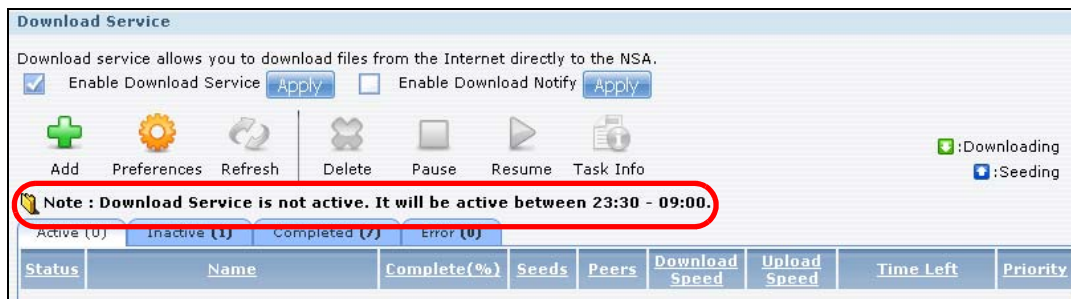 Download Service
Download service allows you to download files from the Internet directly to the NSA.
Enable Download Service Apply Enable Download Notify Apply
Add Preferences Refresh Delete Pause Resume Task Info
:Downloading
:Seeding
Note : Download Service is not active. It will be active between 23:30 - 09:00.
Active (0) Inactive (1) Completed (7) Error (0)
Status Name Complete(%) Seeds Peers Download Speed Upload Speed Time Left Priority